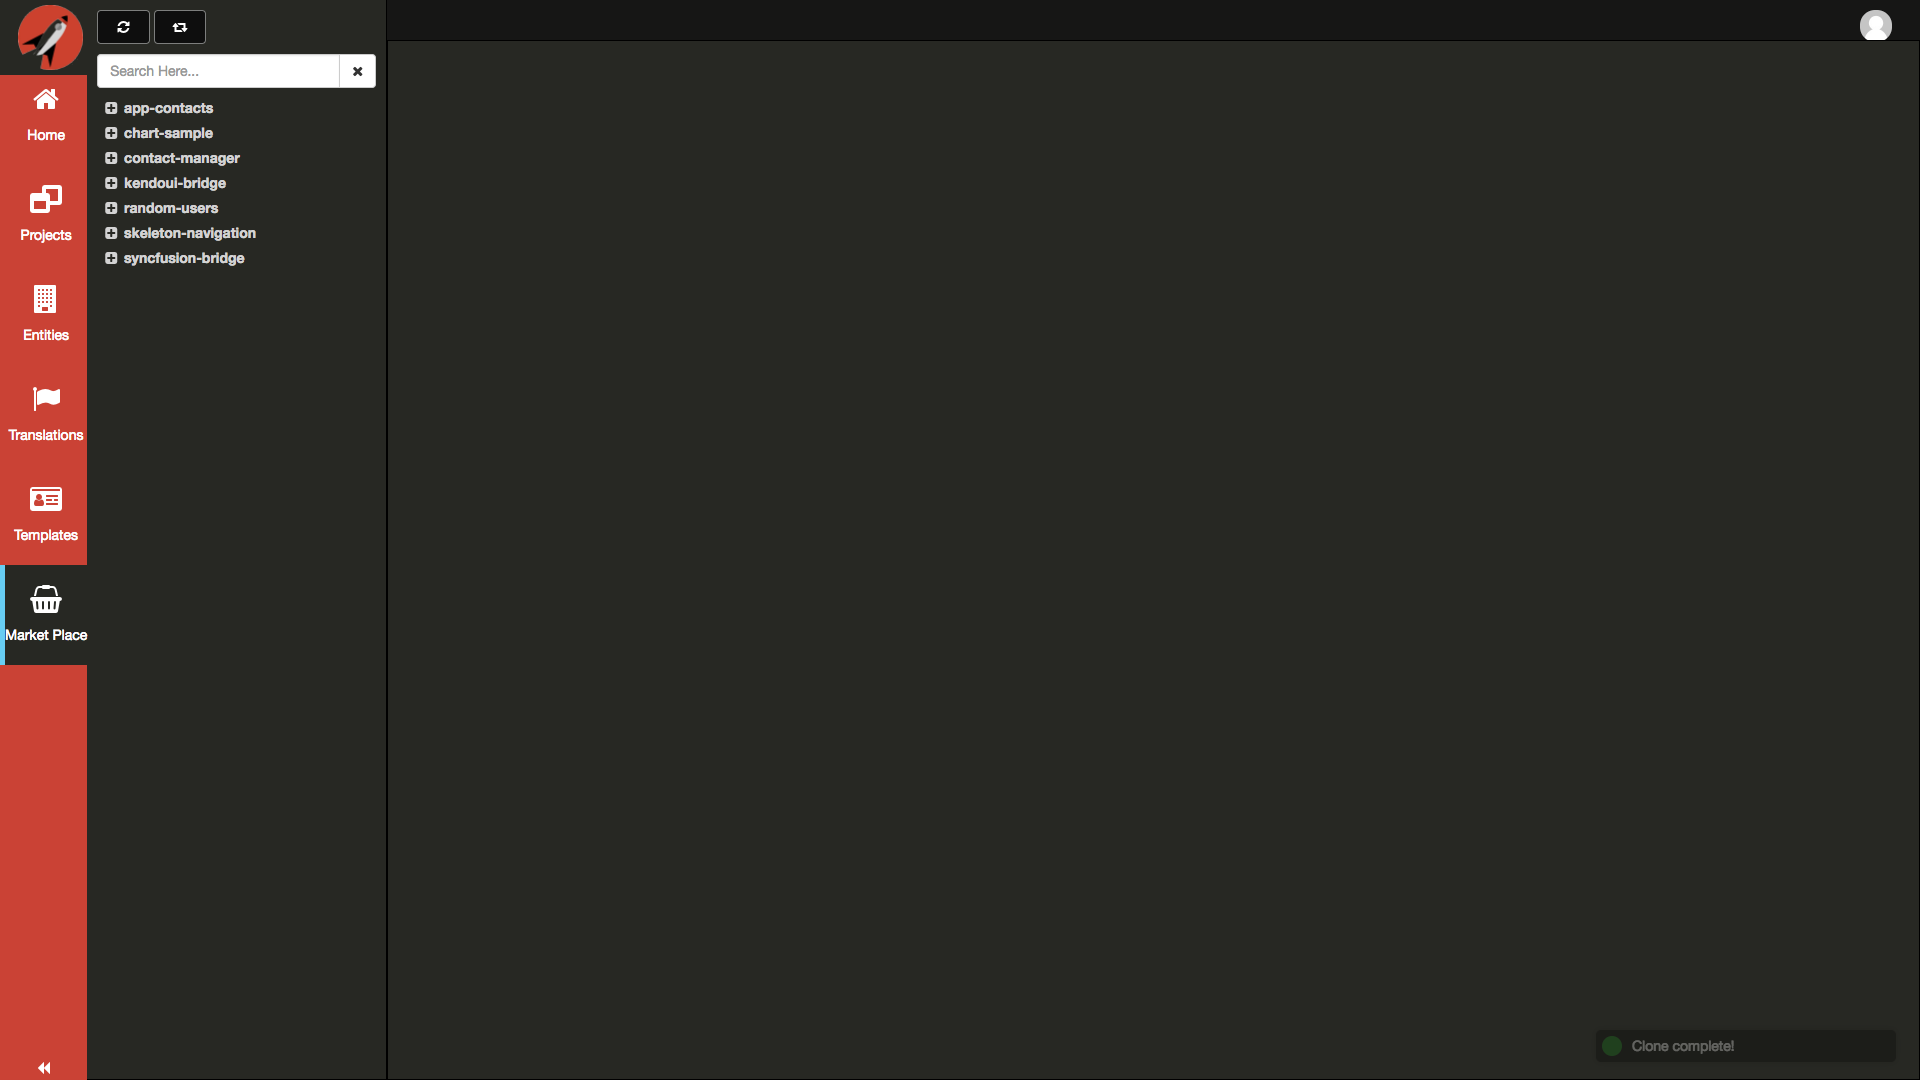 Search Here...
app-contacts
chart-sample
contact-manager
kendoui-bridge
random-users
skeleton-navigation
syncfusion-bridge
Home
Projects
Entities
Translations
Templates
Market Place
Clone complete!